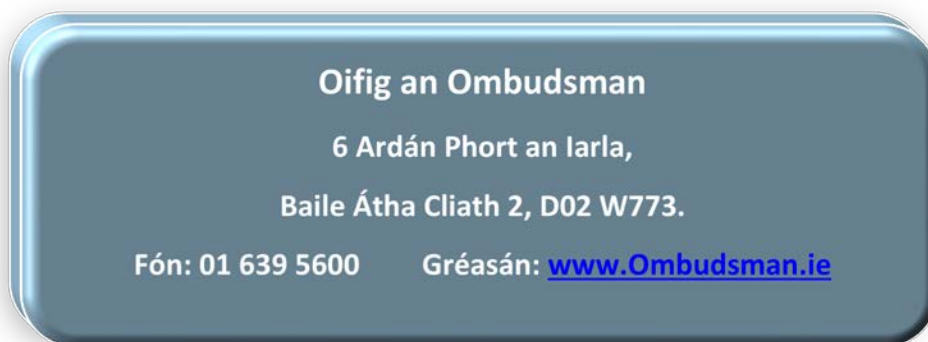 Oifig an Ombudsman
6 Ardán Phort an Iarla,
Baile Átha Cliath 2, D02 W773.
Fón: 01 639 5600 Gréasán: www.Ombudsman.ie